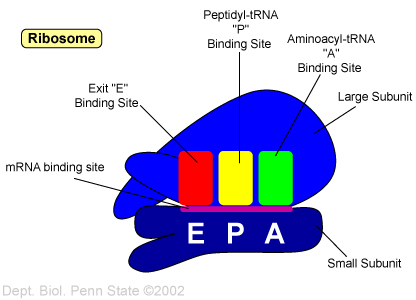 Ribosome
Peptidyl-tRNA
"P"
Binding Site
Aminoacyl-tRNA
"A"
Binding Site
Exit "E"
Binding Site
Large Subunit
mRNA binding site
E P A
Small Subunit
Dept. Biol. Penn State ©2002